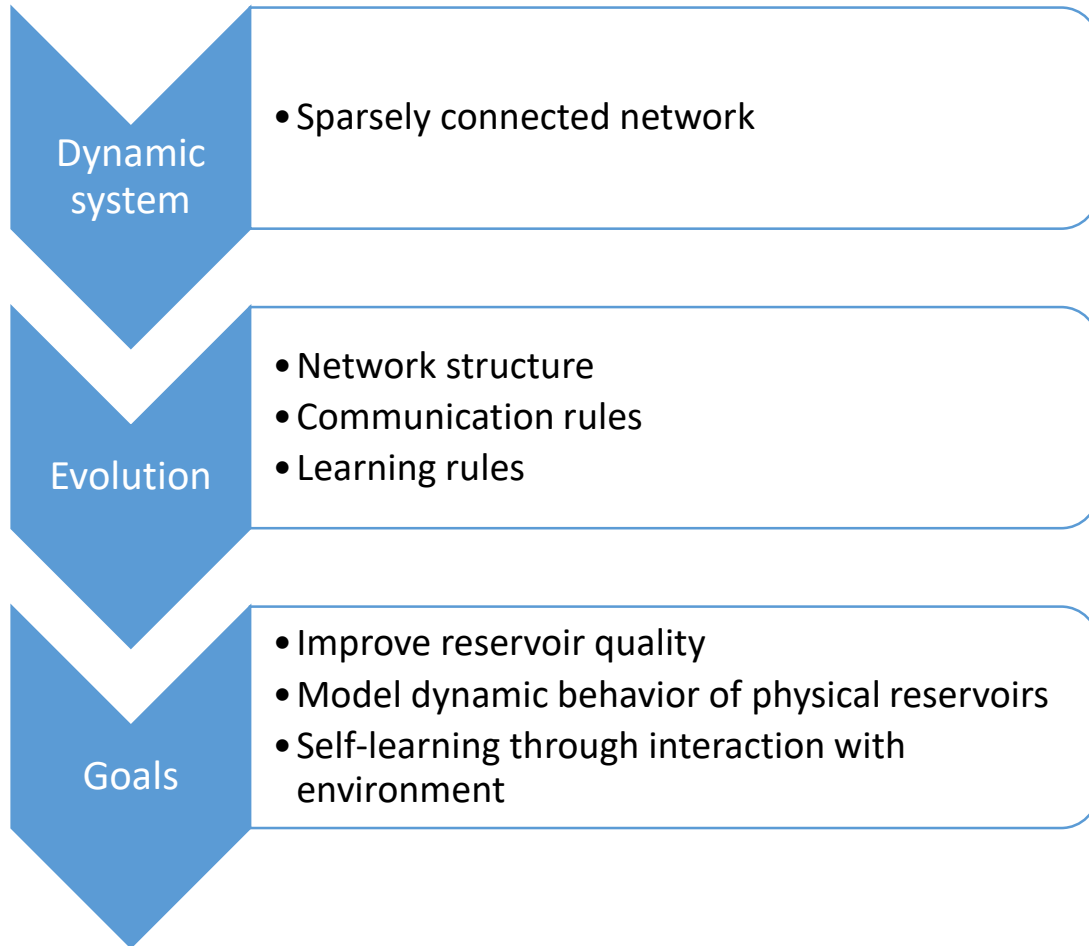 Dynamic
system
• Sparsely connected network
Evolution
• Network structure
• Communication rules
• Learning rules
Goals
• Improve reservoir quality
• Model dynamic behavior of physical reservoirs
• Self-learning through interaction with
environment